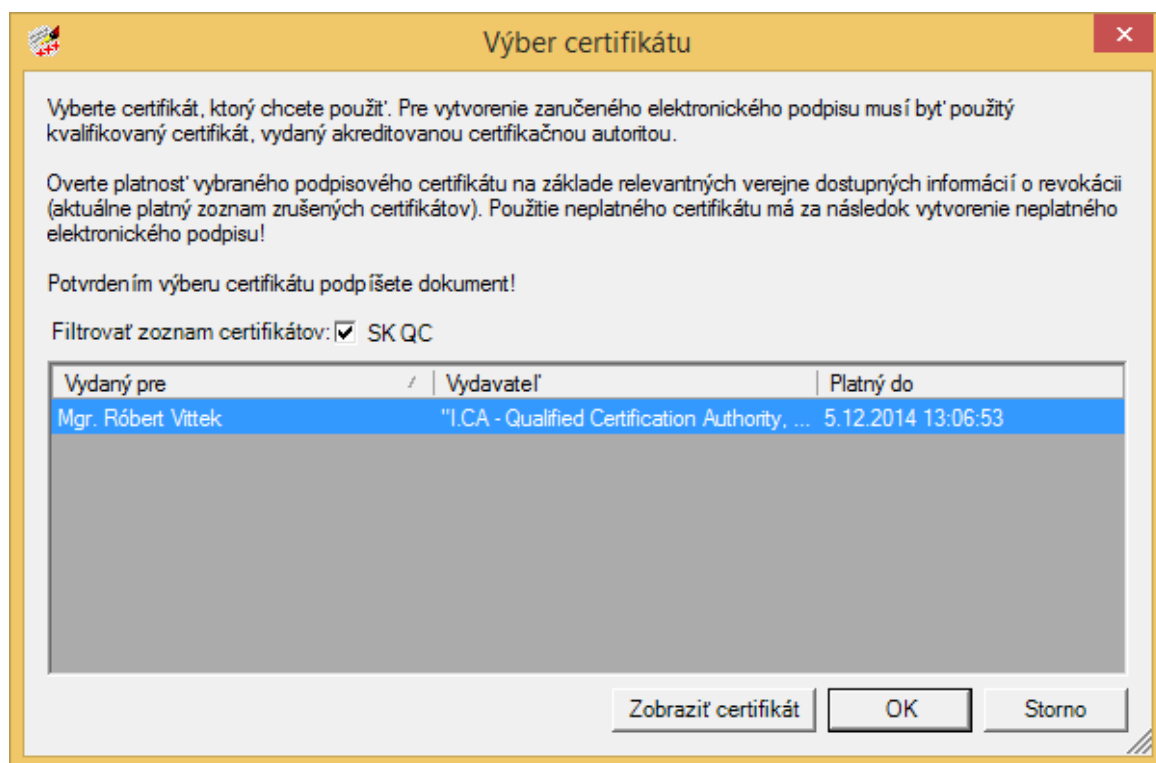 Výber certifikátu
Vyberte certifikát, ktorý chcete použiť. Pre vytvorenie zaručeného elektronického podpisu musí byť použitý
kvalifikovaný certifikát, vydaný akreditovanou certifikačnou autoritou.
Overte platnosť vybraného podpisového certifikátu na základe relevantných verejne dostupných informácií o revokácii
(aktuálne platný zoznam zrušených certifikátov). Použitie neplatného certifikátu má za následok vytvorenie neplatného
elektronického podpisu!
Potvrdením výberu certifikátu podpíšete dokument!
Filtrovať zoznam certifikátov: SK QC
Vydaný pre Vydavateľ Platný do
Mgr. Róbert Vittek "I.CA - Qualified Certification Authority, ... 5.12.2014 13:06:53
Zobraziť certifikát OK Storno